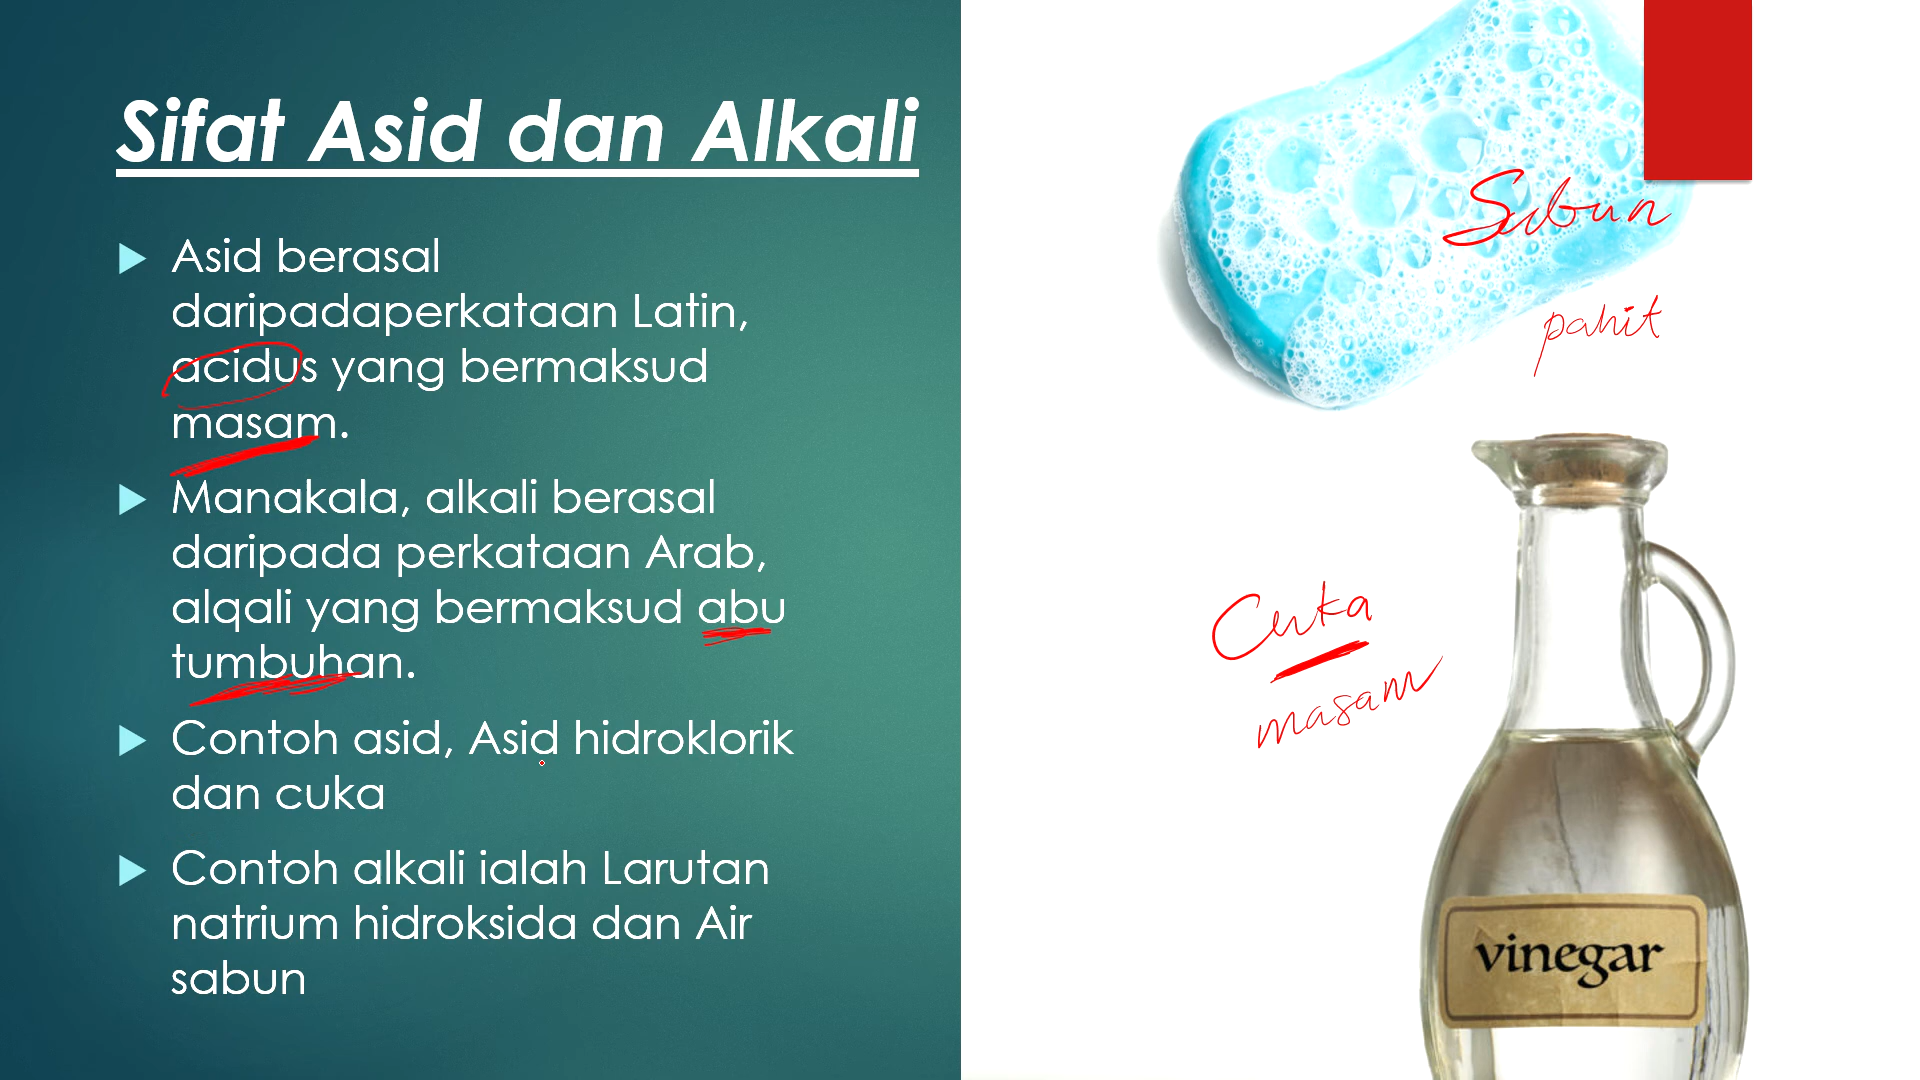 Sifat Asid dan Alkali
Asid berasal
daripadaperkataan Latin,
acidus yang bermaksud
masam.
Manakala, alkali berasal
daripada perkataan Arab,
alqali yang bermaksud abu
tumbuhan.
Contoh asid, Asid hidroklorik
dan cuka
Contoh alkali ialah Larutan
natrium hidroksida dan Air
sabun
Sabun
pahit
Cuka
masam
vinegar